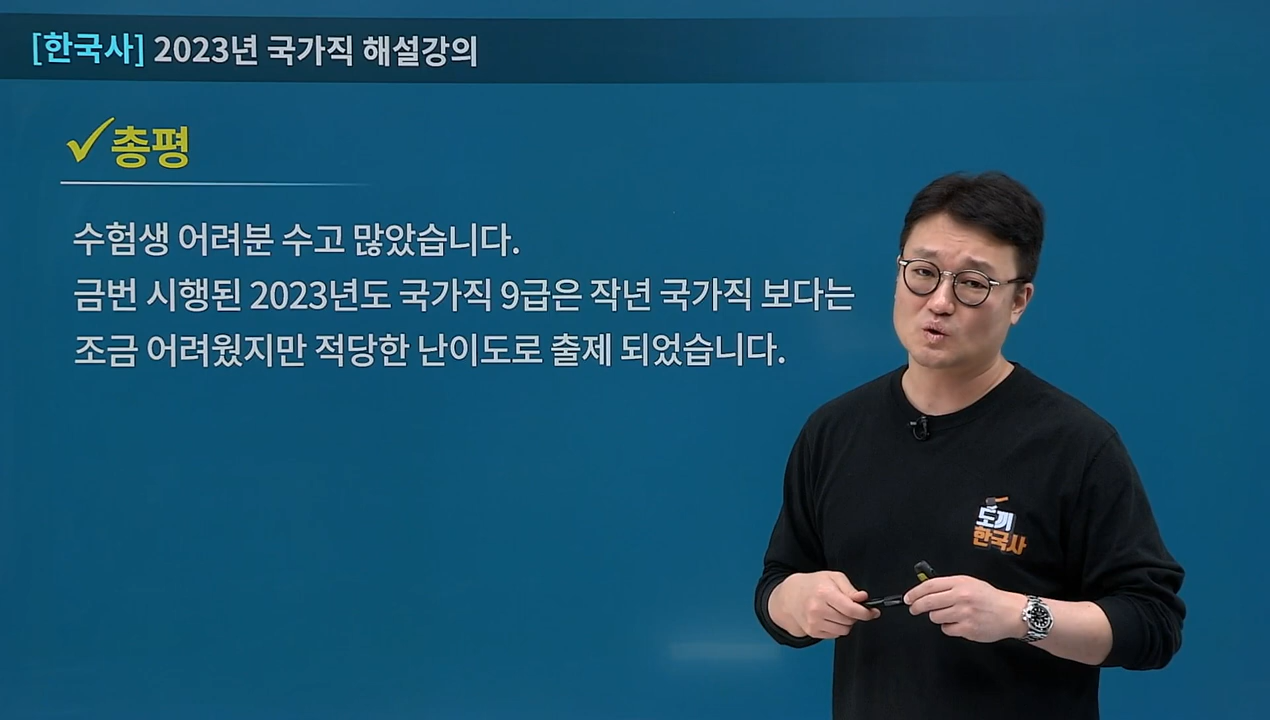 [한국사] 2023년 국가직 해설강의
✓총평
수험생 어려분 수고 많았습니다.
금번 시행된 2023년도 국가직 9급은 작년 국가직 보다는
조금 어려웠지만 적당한 난이도로 출제 되었습니다.
도끼
한국사